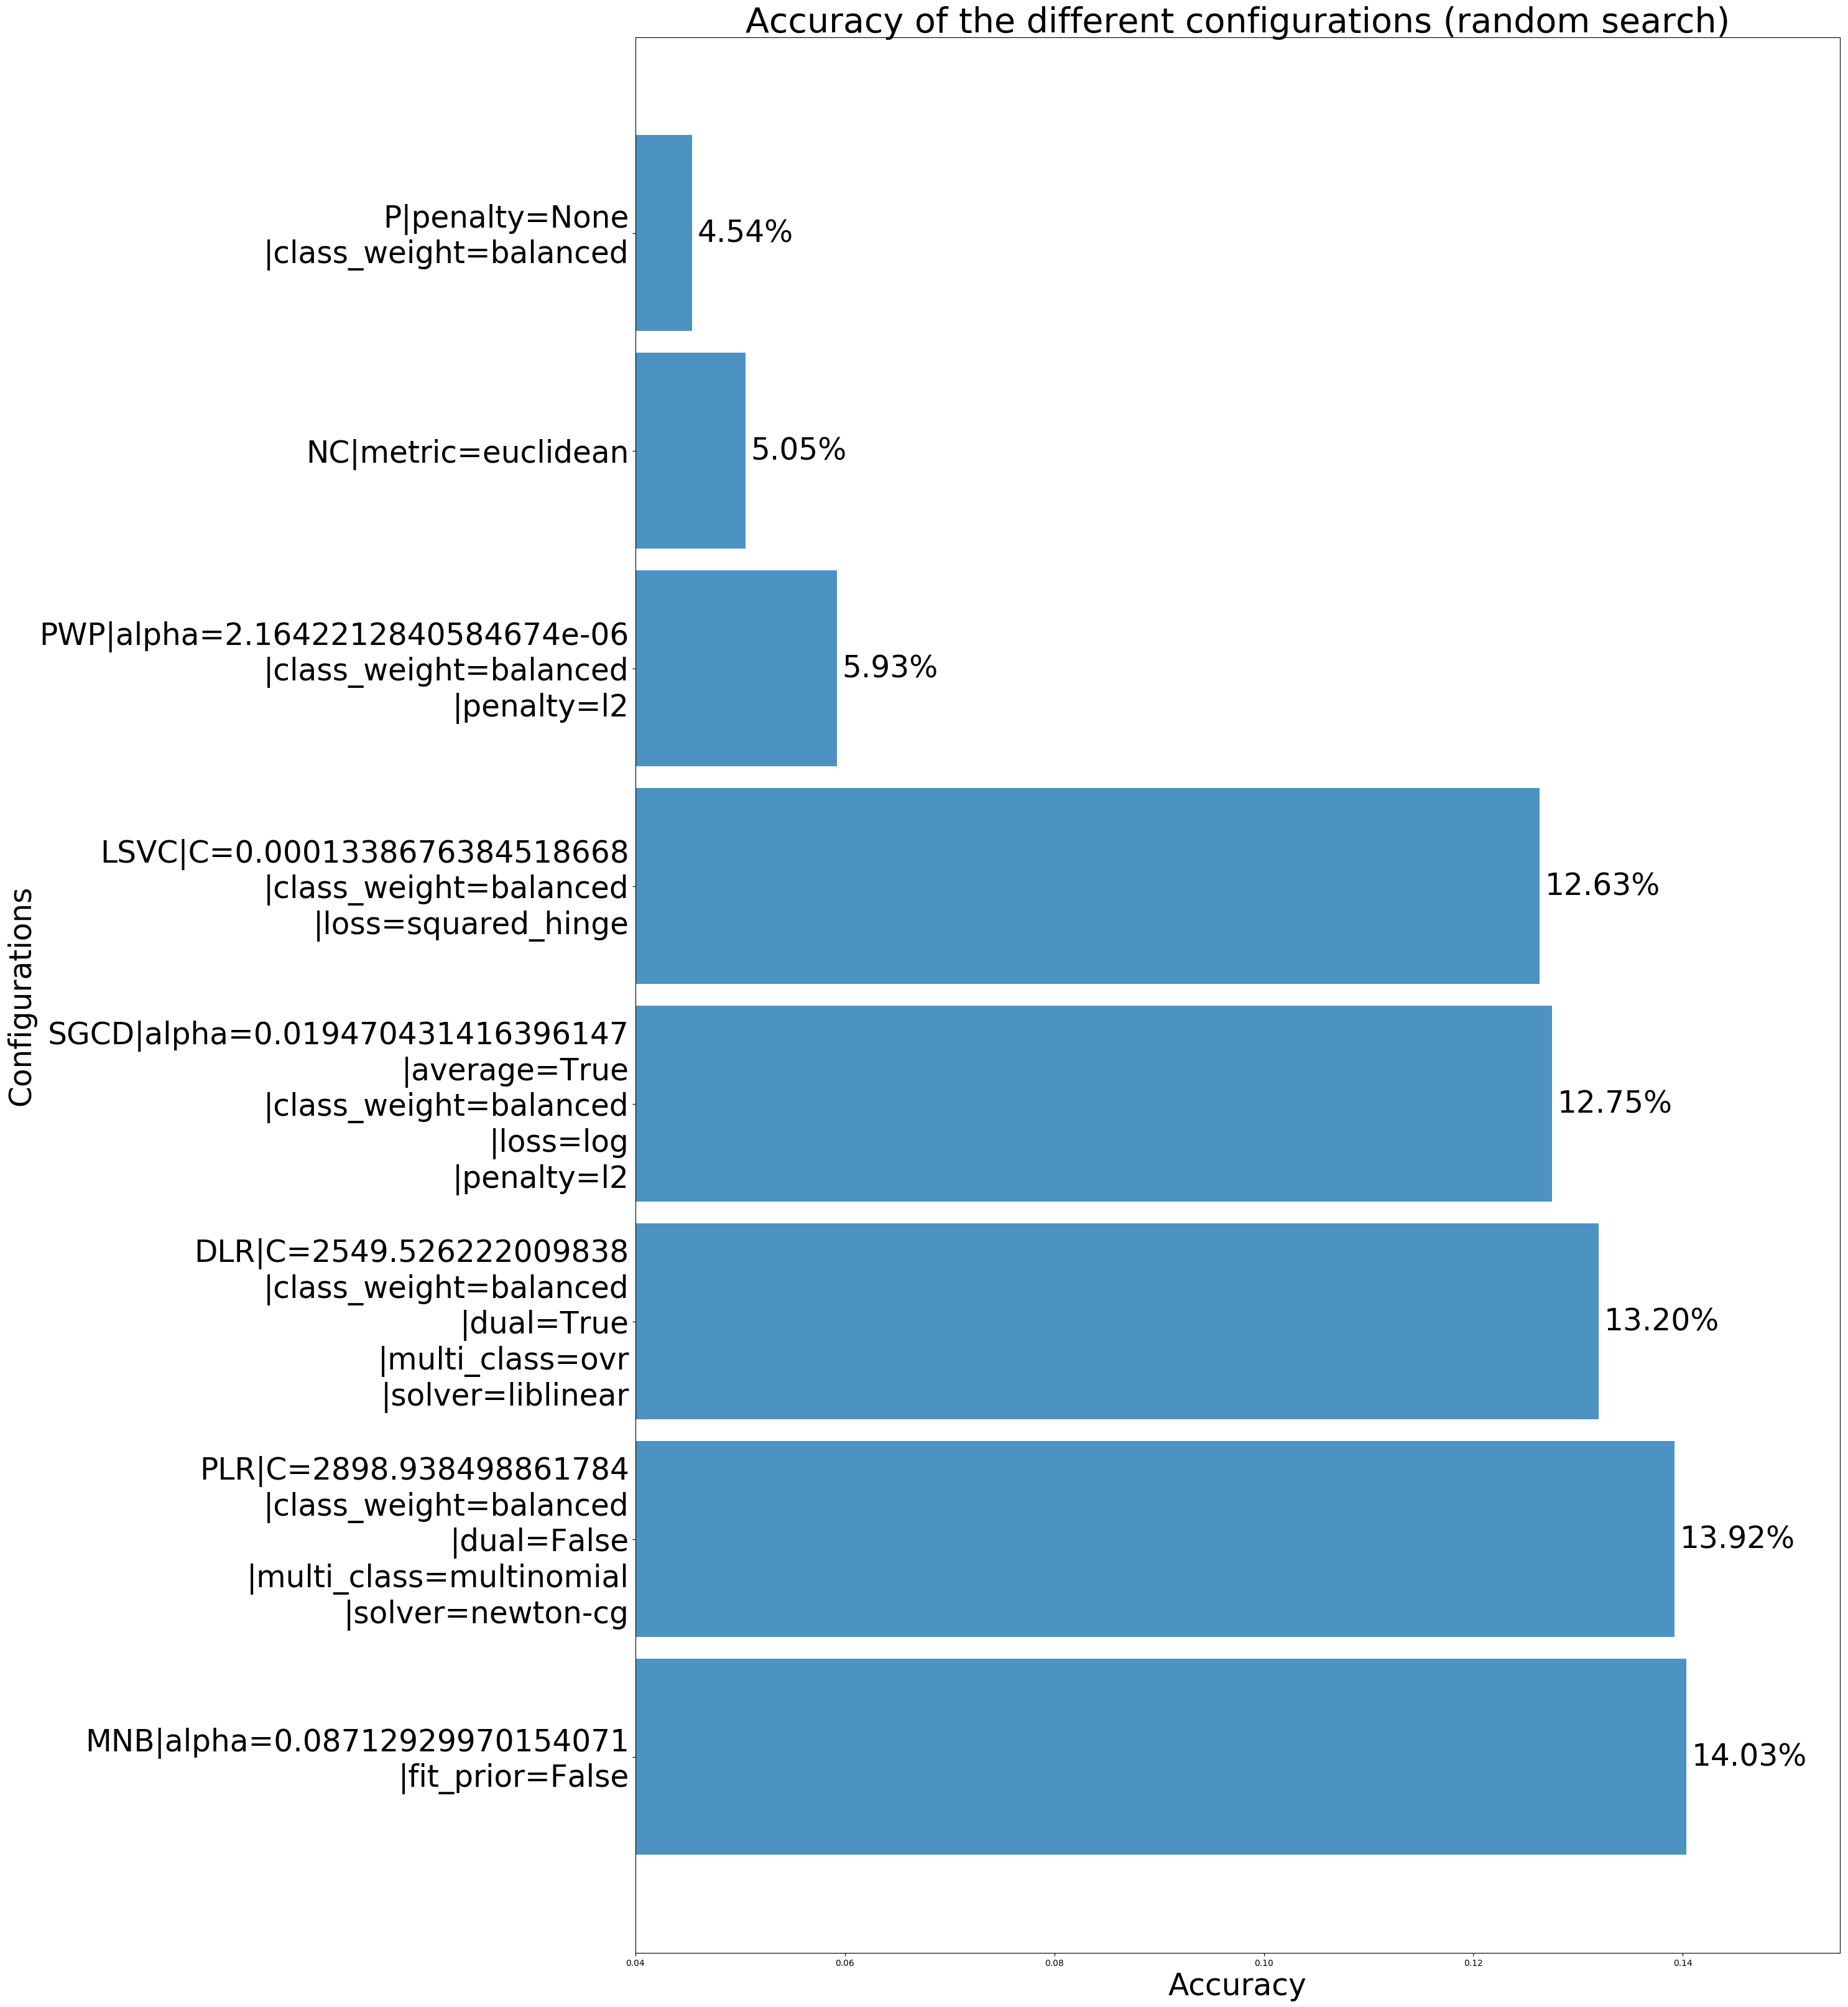 Accuracy of the different configurations (random search)
P|penalty=None
|class_weight=balanced
4.54%
NC|metric=euclidean
5.05%
PWP|alpha=2.1642212840584674e-06
|class_weight=balanced
|penalty=l2
5.93%
LSVC|C=0.0001338676384518668
|class_weight=balanced
|loss=squared_hinge
12.63%
SGCD|alpha=0.019470431416396147
|average=True
|class_weight=balanced
|loss=log
|penalty=l2
12.75%
DLR|C=2549.526222009838
|class_weight=balanced
|dual=True
|multi_class=ovr
|solver=liblinear
13.20%
PLR|C=2898.938498861784
|class_weight=balanced
|dual=False
|multi_class=multinomial
|solver=newton-cg
13.92%
MNB|alpha=0.08712929970154071
|fit_prior=False
14.03%
Configurations
0.04 0.06 0.08 0.10 0.12 0.14
Accuracy